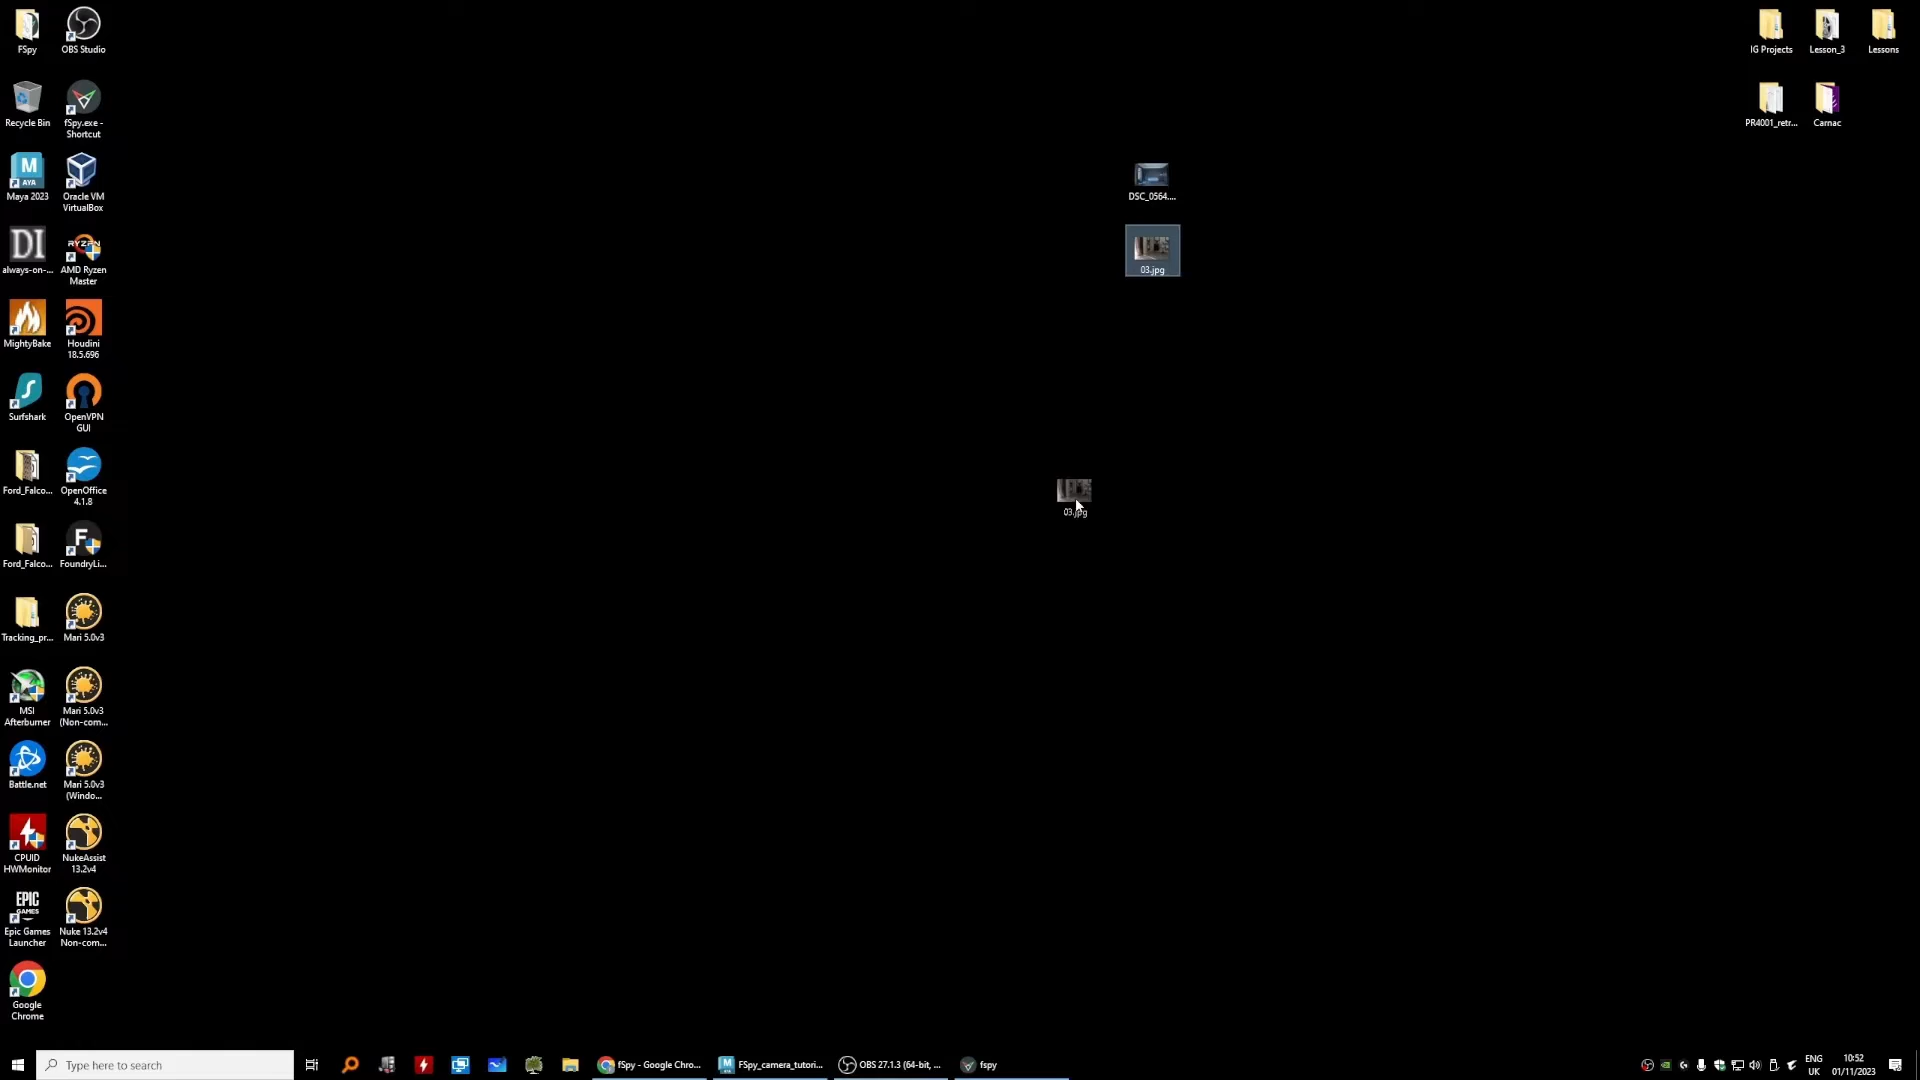 FSpy
OBS Studio
Recycle Bin
fSpy.exe -
Shortcut
M
AYA
Maya 2023
Oracle VM
VirtualBox
DI
always-on-...
RYZEN
AMD Ryzen
Master
MightyBake
Houdini
18.5.696
Surfshark
OpenVPN
GUI
Ford_Falco...
OpenOffice
4.1.8
Ford_Falco...
F
FoundryLi...
Tracking_pr...
Mari 5.0v3
MSI
Afterburner
Mari 5.0v3
(Non-com...
Battle.net
Mari 5.0v3
(Windo...
CPUID
HWMonitor
NukeAssist
13.2v4
EPIC
GAMES
Epic Games
Launcher
Nuke 13.2v4
Non-com...
Google
Chrome
DSC_0564....
03.jpg
03.jpg
IG Projects
Lesson_3
Lessons
PR4001_retr...
Carnac
Type here to search
fSpy - Google Chro...
M
FSpy_camera_tutori...
OBS 27.1.3 (64-bit, ...
fspy
ENG
UK
10:52
01/11/2023